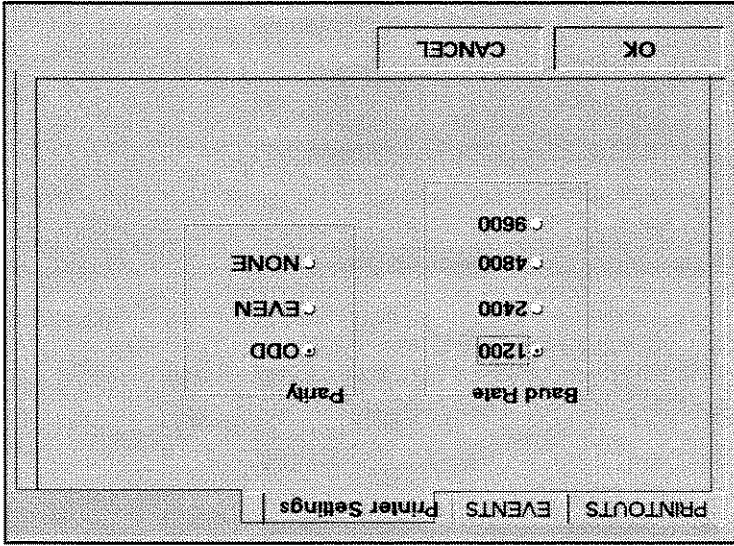 PRINTOUTS EVENTS Printer Settings
Baud Rate Parity
1200 ODD
2400 EVEN
4800 NONE
9600
OK CANCEL